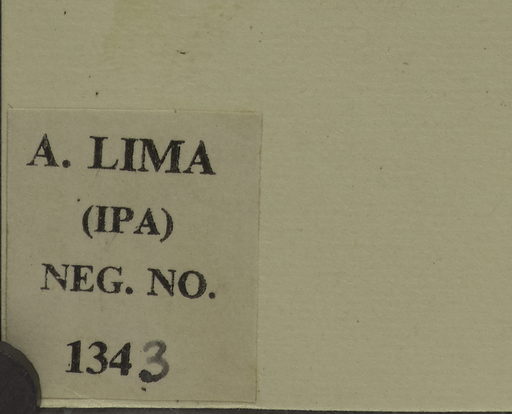 A. LIMA
(IPA)
NEG. NO.
1343